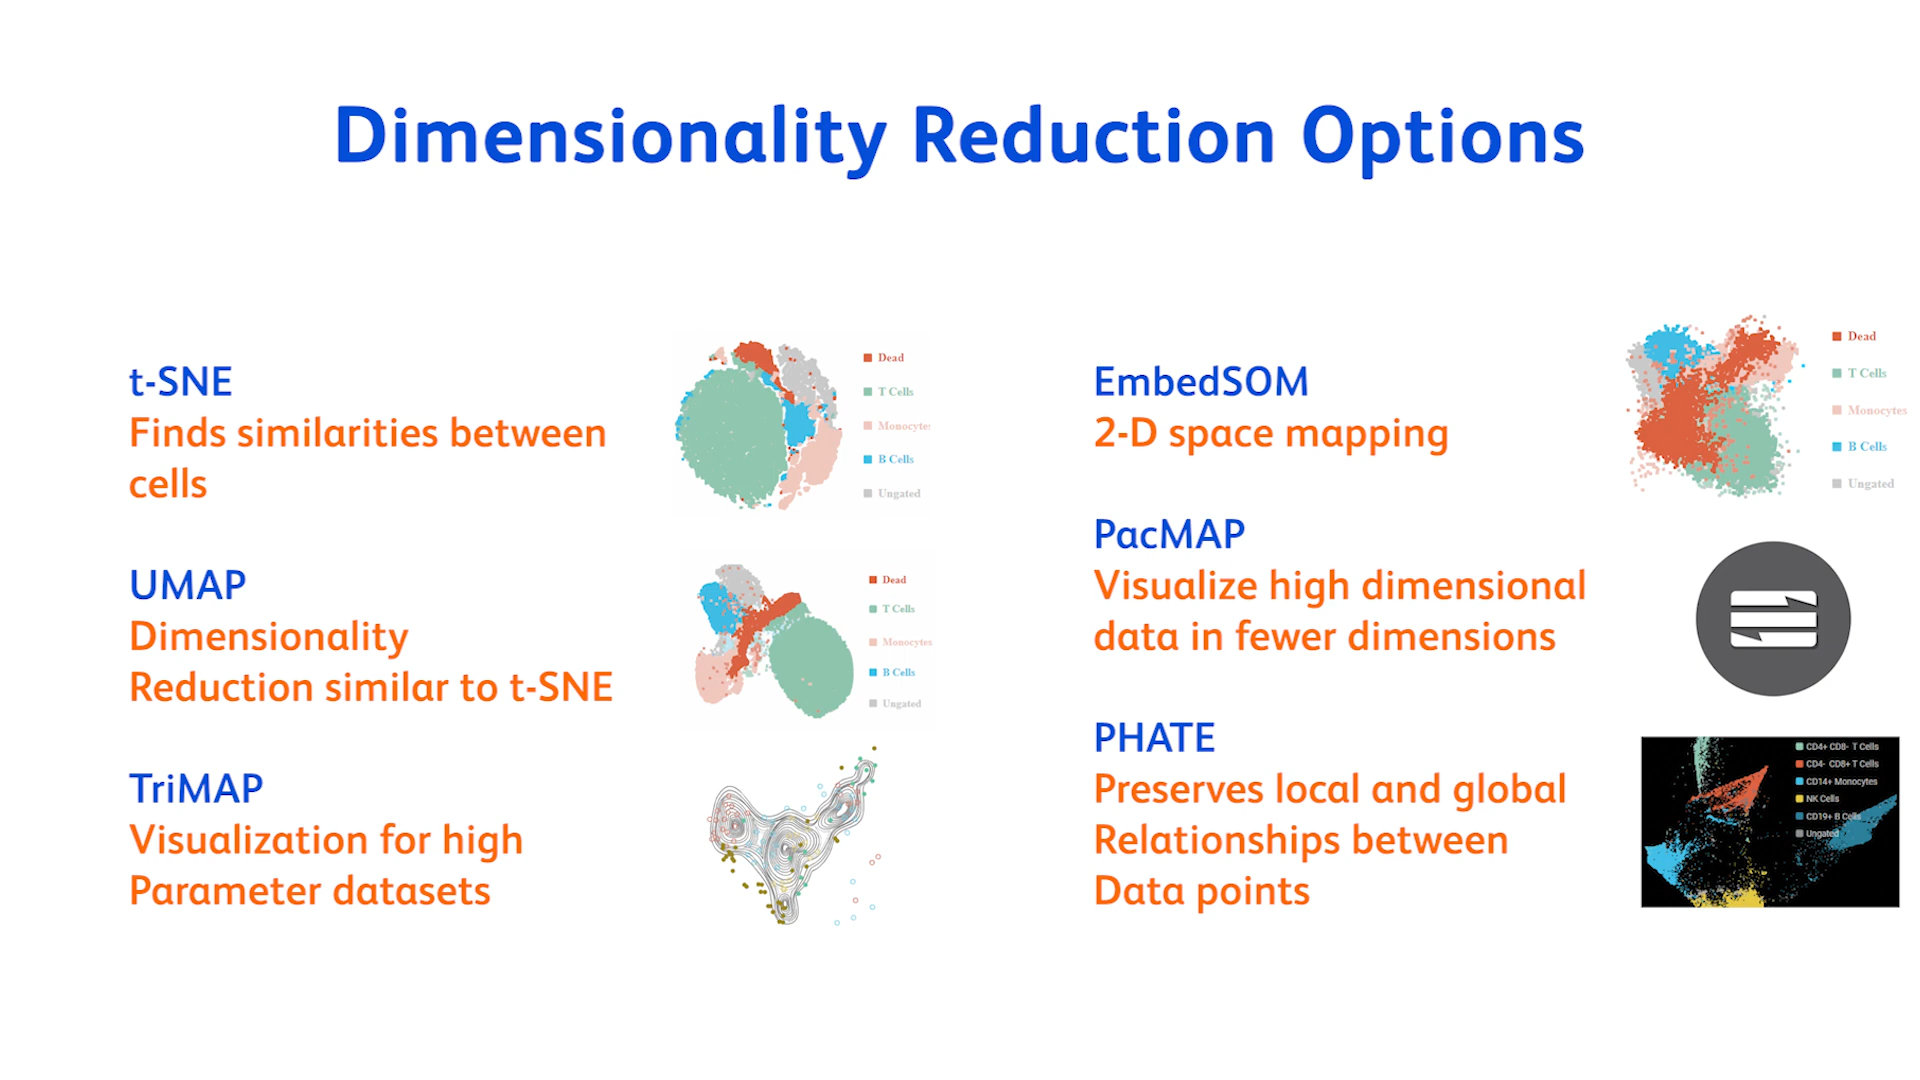 Dimensionality Reduction Options
t-SNE
Finds similarities between
cells
Dead
T Cells
Monocytes
B Cells
Ungated
UMAP
Dimensionality
Reduction similar to t-SNE
Dead
T Cells
Monocytes
B Cells
Ungated
TriMAP
Visualization for high
Parameter datasets
EmbedSOM
2-D space mapping
Dead
T Cells
Monocytes
B Cells
Ungated
PacMAP
Visualize high dimensional
data in fewer dimensions
PHATE
Preserves local and global
Relationships between
Data points
CD4+ CD8- T Cells
CD4- CD8+ T Cells
CD14+ Monocytes
NK Cells
CD19+ B Cells
Ungated